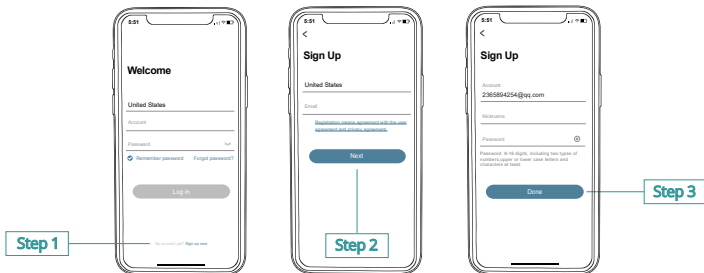 5:51
Welcome
United States
Account
Password
Remember password Forgot password?
Log in
No account yet? Sign up now
Step 1
5:51
Sign Up
United States
Email
Registration means agreement with the user
agreement and privacy agreement.
Next
Step 2
5:51
Sign Up
Account
2365894254@qq.com
Nickname
Password
Password 8-16 digits, including two types of
numbers,upper or lower case letters and
characters at least
Done
Step 3